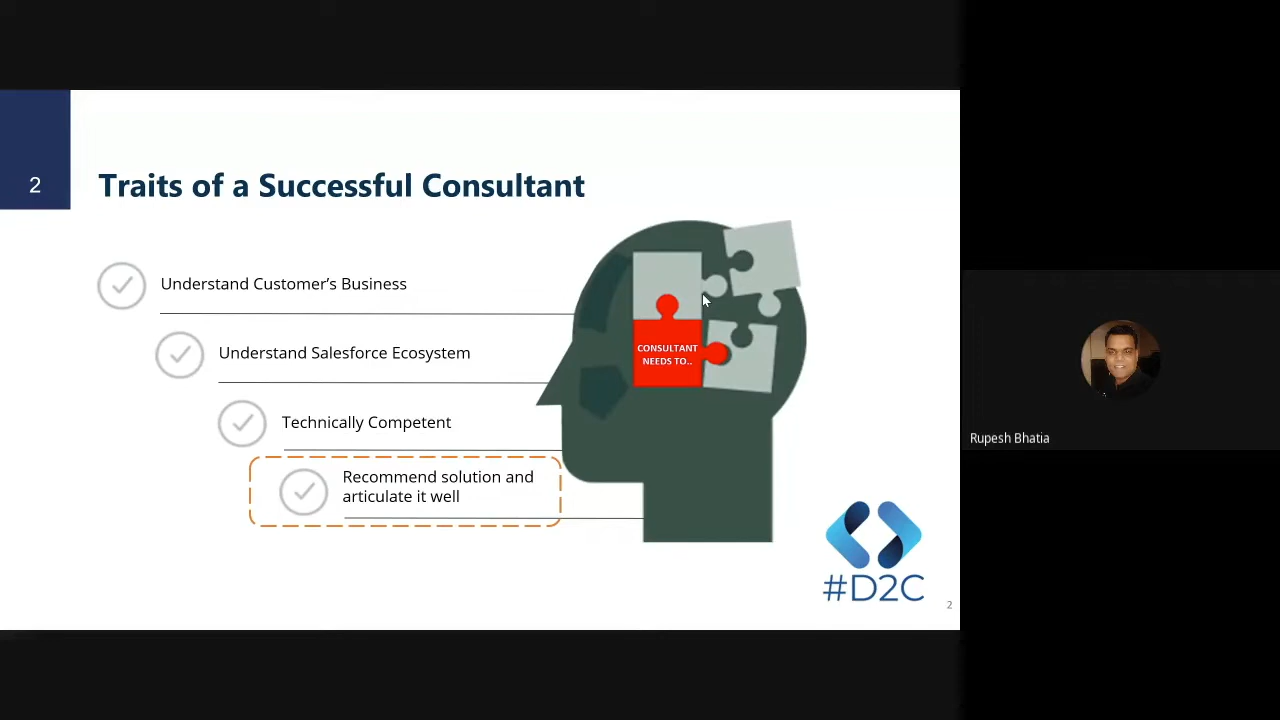 2
Traits of a Successful Consultant
Understand Customer’s Business
Understand Salesforce Ecosystem
Technically Competent
Recommend solution and
articulate it well
CONSULTANT
NEEDS TO..
#D2C
2
Rupesh Bhatia